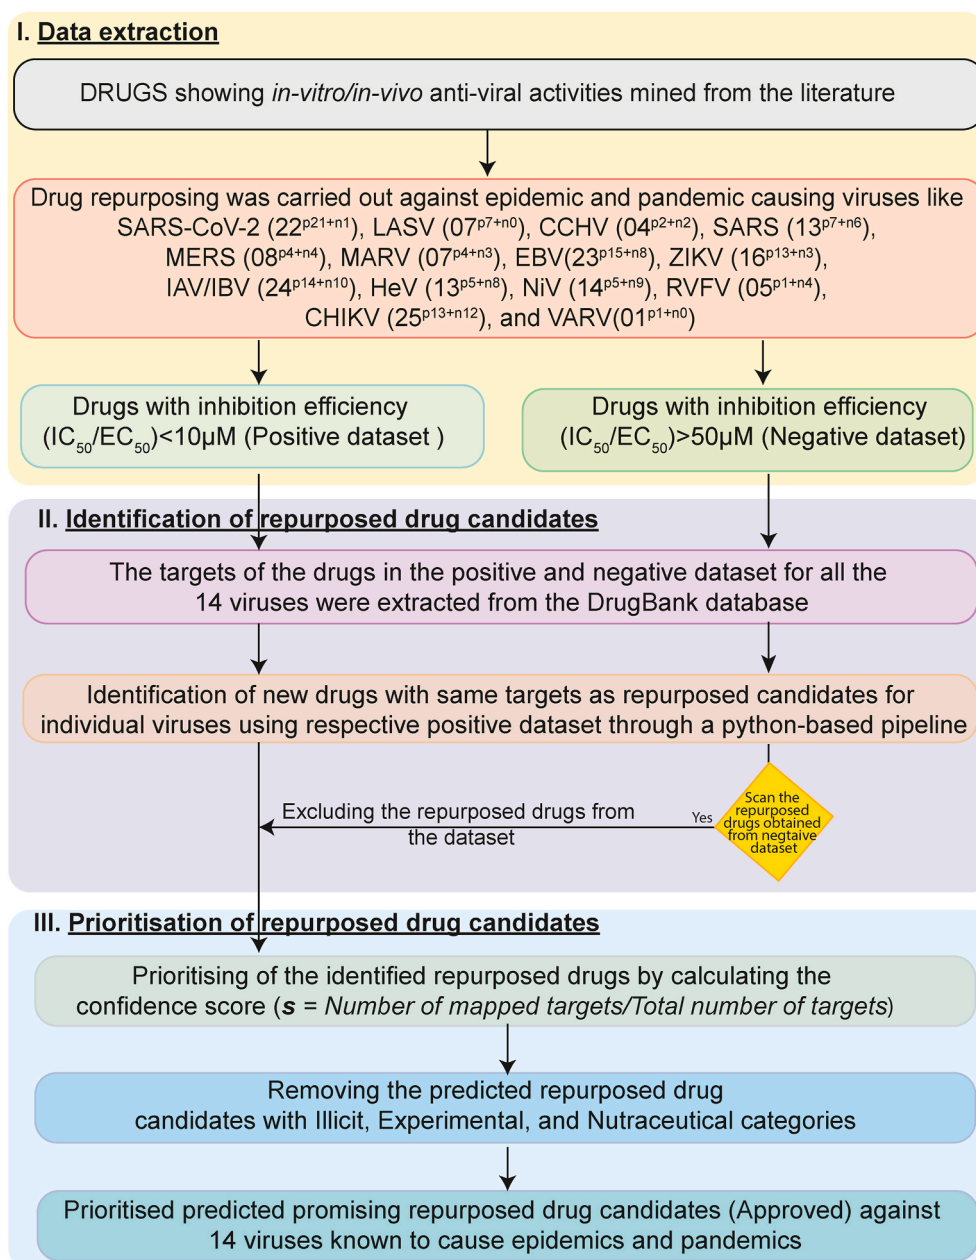 I. Data extraction
DRUGS showing in-vitro/in-vivo anti-viral activities mined from the literature
Drug repurposing was carried out against epidemic and pandemic causing viruses like
SARS-CoV-2 (22p21+n1), LASV (07p7+n0), CCHV (04p2+n2), SARS (13p7+n6),
MERS (08p4+n4), MARV (07p4+n3), EBV(23p15+n8), ZIKV (16p13+n3),
IAV/IBV (24p14+n10), HeV (13p5+n8), NiV (14p5+n9), RVFV (05p1+n4),
CHIKV (25p13+n12), and VARV(01p1+n0)
Drugs with inhibition efficiency
(IC50/EC50)<10µM (Positive dataset )
Drugs with inhibition efficiency
(IC50/EC50)>50µM (Negative dataset)
II. Identification of repurposed drug candidates
The targets of the drugs in the positive and negative dataset for all the
14 viruses were extracted from the DrugBank database
Identification of new drugs with same targets as repurposed candidates for
individual viruses using respective positive dataset through a python-based pipeline
Scan the
repurposed
drugs obtained
from negtaive
dataset
Yes
Excluding the repurposed drugs from
the dataset
III. Prioritisation of repurposed drug candidates
Prioritising of the identified repurposed drugs by calculating the
confidence score (s = Number of mapped targets/Total number of targets)
Removing the predicted repurposed drug
candidates with Illicit, Experimental, and Nutraceutical categories
Prioritised predicted promising repurposed drug candidates (Approved) against
14 viruses known to cause epidemics and pandemics